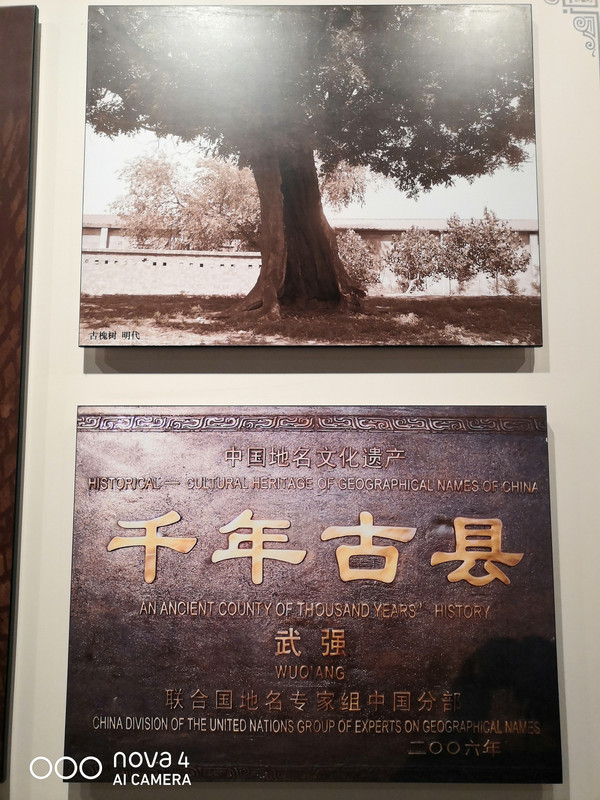 古槐树 明代
中国地名文化遗产
HISTORICAL — CULTURAL HERITAGE OF GEOGRAPHICAL NAMES OF CHINA
千年古县
AN ANCIENT COUNTY OF THOUSAND YEARS' HISTORY
武强
WUQIANG
联合国地名专家组中国分部
CHINA DIVISION OF THE UNITED NATIONS GROUP OF EXPERTS ON GEOGRAPHICAL NAMES
二〇〇六年
nova 4
AI CAMERA